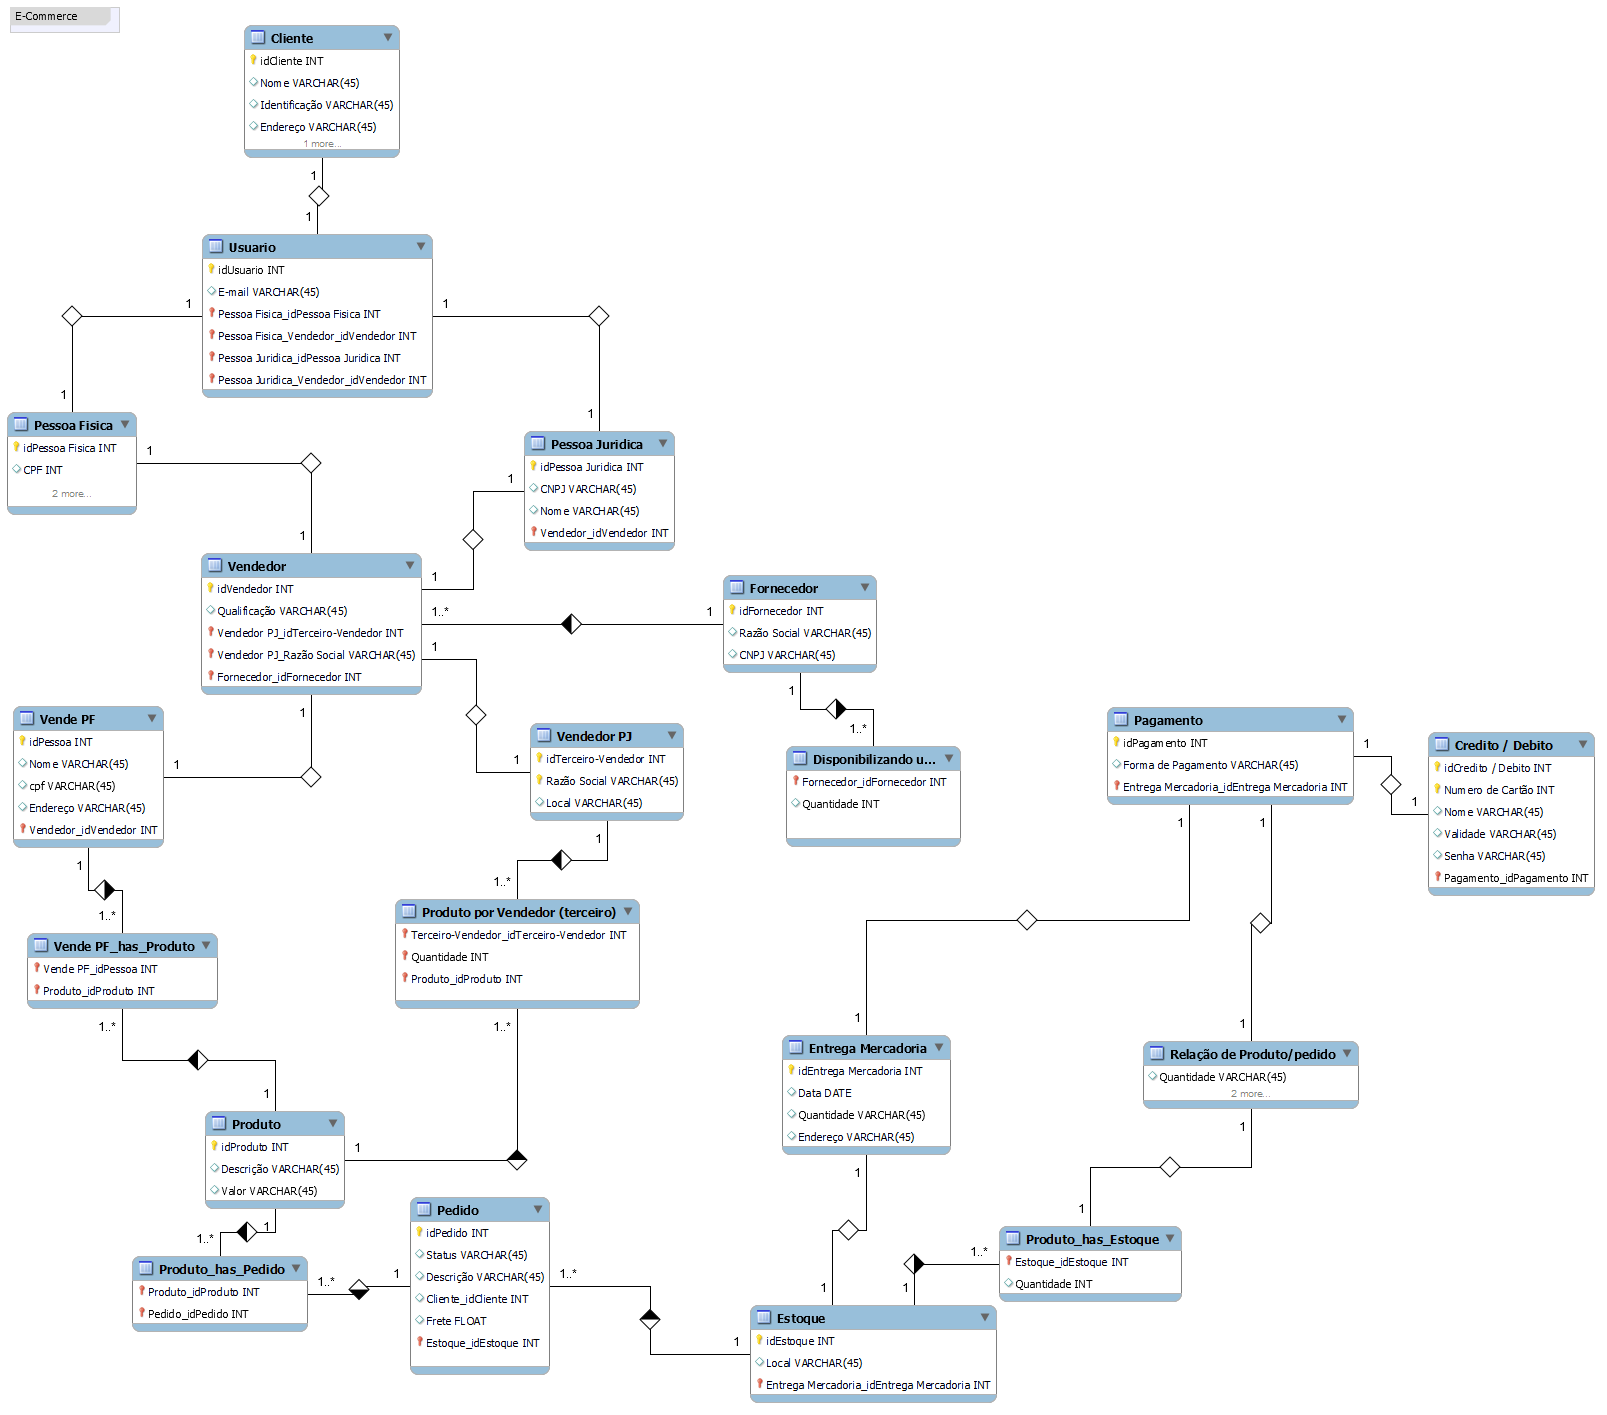 E-Commerce
Cliente
idCliente INT
Nome VARCHAR(45)
Identificação VARCHAR(45)
Endereço VARCHAR(45)
1 more...
1
1
Usuario
idUsuario INT
E-mail VARCHAR(45)
Pessoa Fisica_idPessoa Fisica INT
Pessoa Fisica_Vendedor_idVendedor INT
Pessoa Juridica_idPessoa Juridica INT
Pessoa Juridica_Vendedor_idVendedor INT
1
1
1
1
Pessoa Fisica
idPessoa Fisica INT
CPF INT
2 more...
1
1
Pessoa Juridica
idPessoa Juridica INT
CNPJ VARCHAR(45)
Nome VARCHAR(45)
Vendedor_idVendedor INT
1
1
Vendedor
idVendedor INT
Qualificação VARCHAR(45)
Vendedor PJ_idTerceiro-Vendedor INT
Vendedor PJ_Razão Social VARCHAR(45)
Fornecedor_idFornecedor INT
1..*
1
1
1
1
1
Fornecedor
idFornecedor INT
Razão Social VARCHAR(45)
CNPJ VARCHAR(45)
1
1..*
Vende PF
idPessoa INT
Nome VARCHAR(45)
cpf VARCHAR(45)
Endereço VARCHAR(45)
Vendedor_idVendedor INT
1
1..*
Vendedor PJ
idTerceiro-Vendedor INT
Razão Social VARCHAR(45)
Local VARCHAR(45)
1
1..*
Disponibilizando u...
Fornecedor_idFornecedor INT
Quantidade INT
Pagamento
idPagamento INT
Forma de Pagamento VARCHAR(45)
Entrega Mercadoria_idEntrega Mercadoria INT
1
1
1
1
Credito / Debito
idCredito / Debito INT
Numero de Cartão INT
Nome VARCHAR(45)
Validade VARCHAR(45)
Senha VARCHAR(45)
Pagamento_idPagamento INT
Vende PF_has_Produto
Vende PF_idPessoa INT
Produto_idProduto INT
1..*
1
Produto por Vendedor (terceiro)
Terceiro-Vendedor_idTerceiro-Vendedor INT
Quantidade INT
Produto_idProduto INT
1..*
1
1
1
Entrega Mercadoria
idEntrega Mercadoria INT
Data DATE
Quantidade VARCHAR(45)
Endereço VARCHAR(45)
1
1
Relação de Produto/pedido
Quantidade VARCHAR(45)
2 more...
1
1
Produto
idProduto INT
Descrição VARCHAR(45)
Valor VARCHAR(45)
1
1..*
Produto_has_Pedido
Produto_idProduto INT
Pedido_idPedido INT
1..*
1
Pedido
idPedido INT
Status VARCHAR(45)
Descrição VARCHAR(45)
Cliente_idCliente INT
Frete FLOAT
Estoque_idEstoque INT
1..*
1
Produto_has_Estoque
Estoque_idEstoque INT
Quantidade INT
1..*
1
Estoque
idEstoque INT
Local VARCHAR(45)
Entrega Mercadoria_idEntrega Mercadoria INT